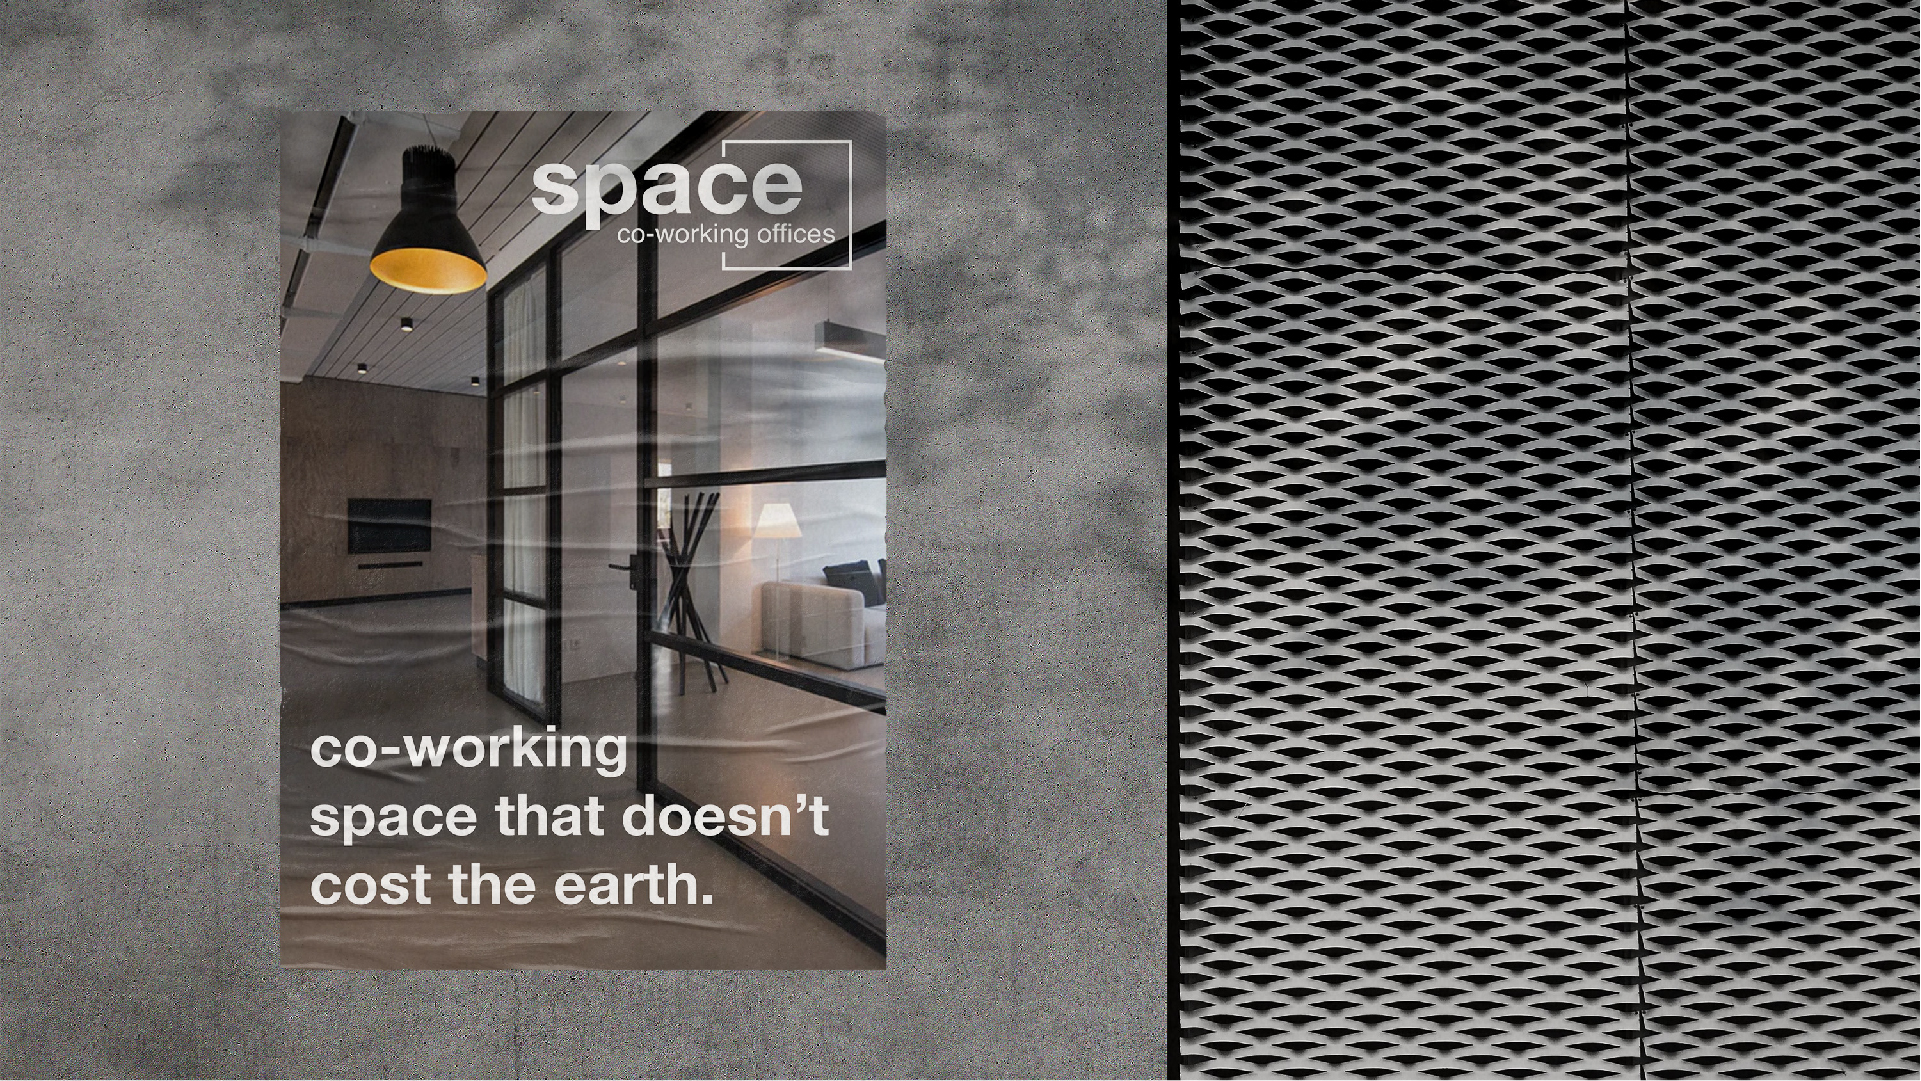 space
co-working offices
co-working
space that doesn’t
cost the earth.